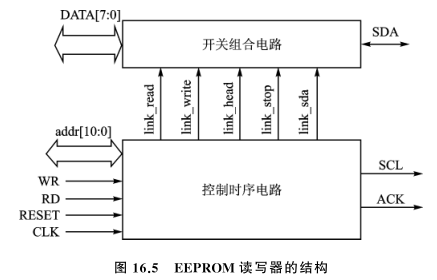 DATA[7:0]
开关组合电路
SDA
link_read
link_write
link_head
link_stop
link_sda
addr[10:0]
WR
RD
RESET
CLK
控制时序电路
SCL
ACK
图 16.5 EEPROM 读写器的结构